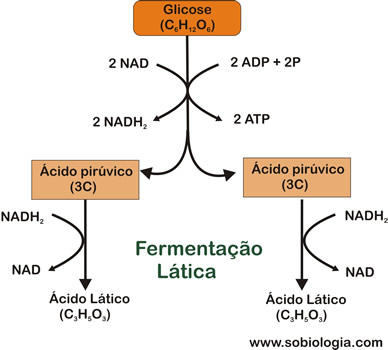 Glicose
(C₆H₁₂O₆)
2 NAD
2 ADP + 2P
2 NADH₂
2 ATP
Ácido pirúvico
(3C)
Ácido pirúvico
(3C)
NADH₂
NADH₂
Fermentação
Lática
NAD
NAD
Ácido Lático
(C₃H₅O₃)
Ácido Lático
(C₃H₅O₃)
www.sobiologia.com